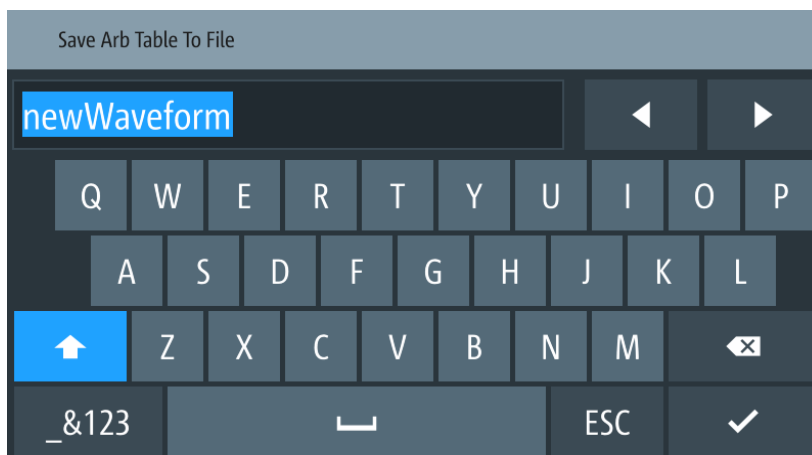 Save Arb Table To File
newWaveform
Q W E R T Y U I O P
A S D F G H J K L
Z X C V B N M
_&123 ESC